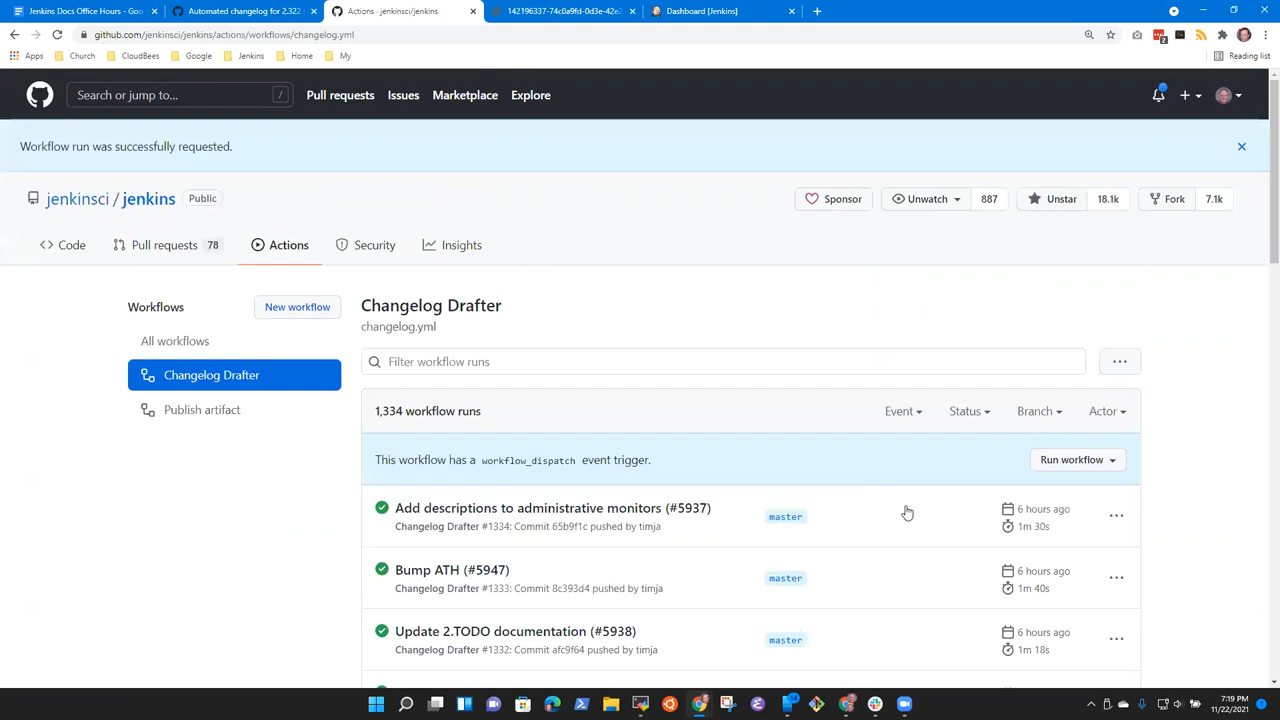 Jenkins Docs Office Hours - Goo
Automated changelog for 2.322
Actions · jenkinsci/jenkins
142196337-74c0a9fd-0d3e-42e2
Dashboard [Jenkins]
github.com/jenkinsci/jenkins/actions/workflows/changelog.yml
Apps
Church
CloudBees
Google
Jenkins
Home
My
Reading list
Search or jump to...
/
Pull requests
Issues
Marketplace
Explore
Workflow run was successfully requested.
jenkinsci / jenkins
Public
Sponsor
Unwatch
887
Unstar
18.1k
Fork
7.1k
Code
Pull requests 78
Actions
Security
Insights
Workflows
New workflow
All workflows
Changelog Drafter
Publish artifact
Changelog Drafter
changelog.yml
Filter workflow runs
1,334 workflow runs
Event
Status
Branch
Actor
This workflow has a workflow_dispatch event trigger.
Run workflow
Add descriptions to administrative monitors (#5937)
Changelog Drafter #1334: Commit 65b9f1c pushed by timja
master
6 hours ago
1m 30s
Bump ATH (#5947)
Changelog Drafter #1333: Commit 8c393d4 pushed by timja
master
6 hours ago
1m 40s
Update 2.TODO documentation (#5938)
Changelog Drafter #1332: Commit afc9f64 pushed by timja
master
6 hours ago
1m 18s
7:19 PM
11/22/2021